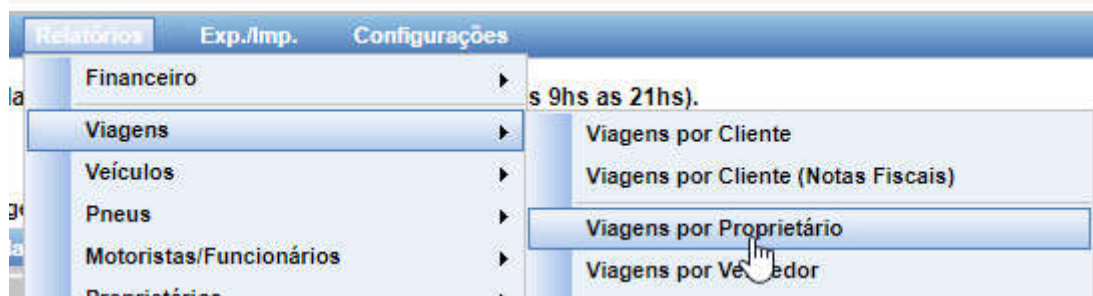 Relatórios Exp./Imp. Configurações
Financeiro
s 9hs as 21hs).
Viagens
Viagens por Cliente
Veículos
Viagens por Cliente (Notas Fiscais)
Pneus
Viagens por Proprietário
Motoristas/Funcionários
Viagens por
Proprietários